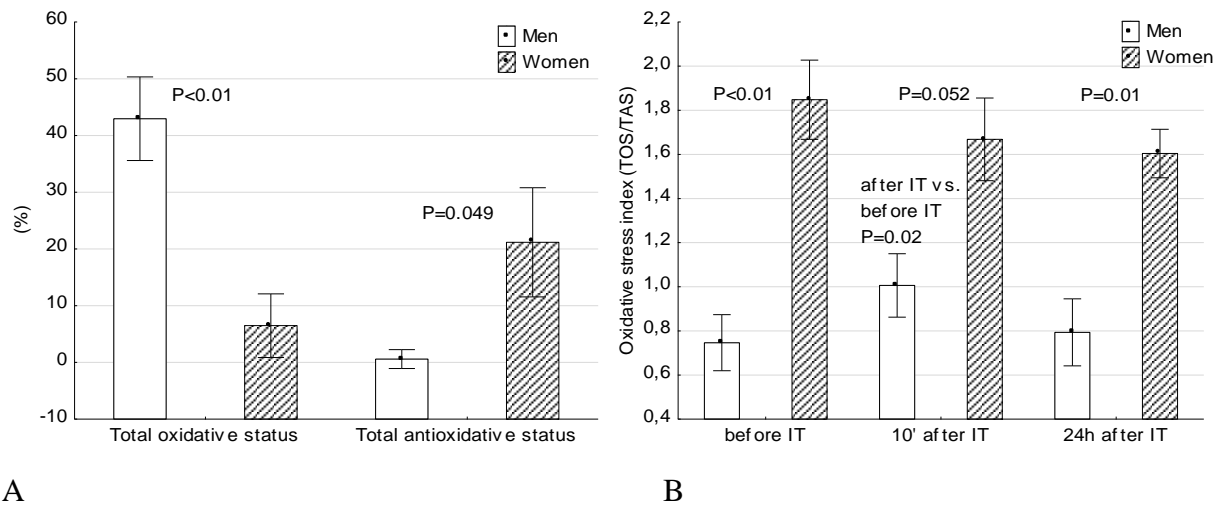 60
50
40
30
20
10
0
-10
(%)
Men
Women
P<0.01
P=0.049
Total oxidative status
Total antioxidative status
A
2,2
2,0
1,8
1,6
1,4
1,2
1,0
0,8
0,6
0,4
Oxidative stress index (TOS/TAS)
Men
Women
P<0.01
P=0.052
P=0.01
after IT vs.
before IT
P=0.02
before IT
10' after IT
24h after IT
B